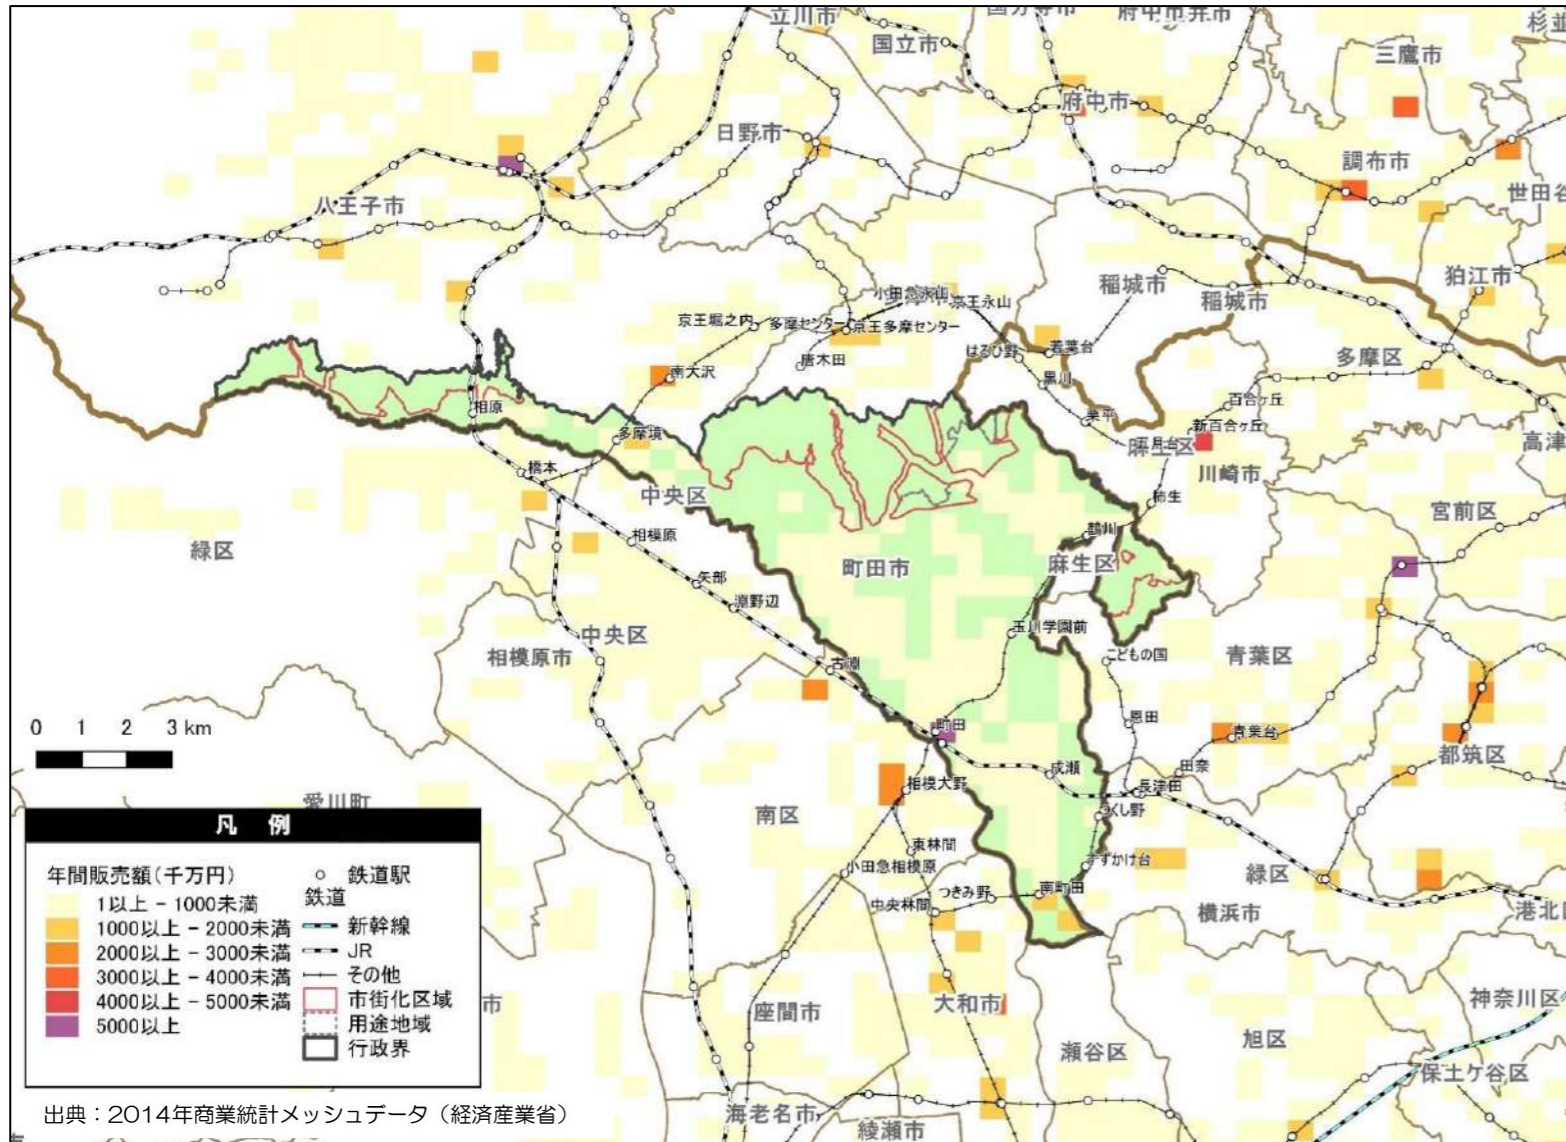 立川市
国立市
三鷹市
府中市
日野市
調布市
八王子市
狛江市
稲城市
稲城市
小田急永山
京王永山
京王堀之内
多摩センター
京王多摩センター
はるひ野
若葉台
多摩区
唐木田
南大沢
黒川
相原
栗平
百合ヶ丘
新百合ヶ丘
多摩境
五月台
麻生区
川崎市
橋本
中央区
柿生
宮前区
緑区
相模原
鶴川
町田市
麻生区
矢部
淵野辺
中央区
玉川学園前
相模原市
古淵
こどもの国
青葉区
恩田
町田
青葉台
都筑区
成瀬
田奈
0 1 2 3 km
相模大野
長津田
愛川町
南区
つくし野
東林間
すずかけ台
小田急相模原
緑区
つきみ野
南町田
中央林間
横浜市
港北区
大和市
座間市
神奈川区
旭区
瀬谷区
保土ケ谷区
海老名市
綾瀬市
凡 例
年間販売額(千万円)
1以上 - 1000未満
1000以上 - 2000未満
2000以上 - 3000未満
3000以上 - 4000未満
4000以上 - 5000未満
5000以上
鉄道駅
鉄道
新幹線
JR
その他
市街化区域
用途地域
行政界
出典:2014年商業統計メッシュデータ(経済産業省)